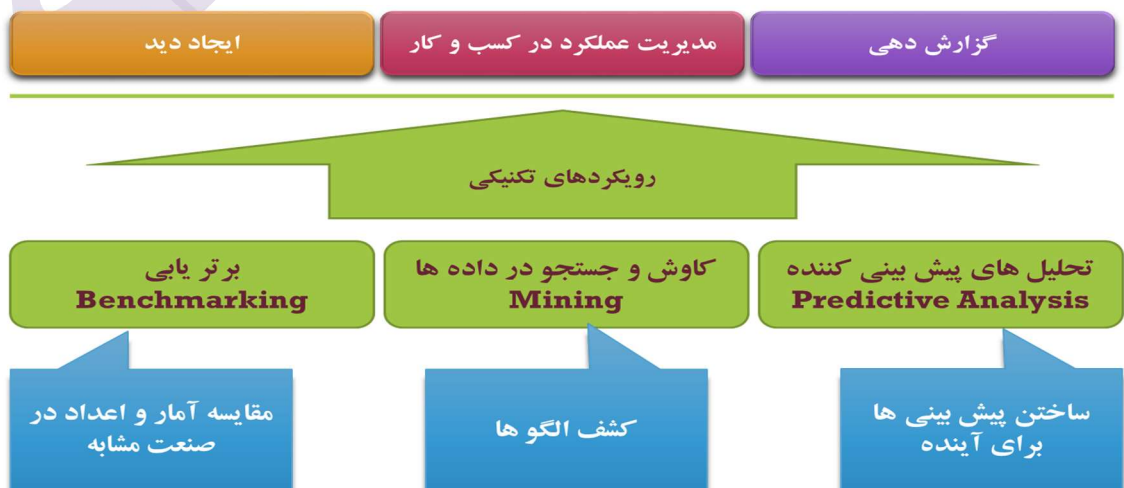 گزارش دهی
مدیریت عملکرد در کسب و کار
ایجاد دید
رویکردهای تکنیکی
تحلیل های پیش بینی کننده
Predictive Analysis
کاوش و جستجو در داده ها
Mining
برتر یابی
Benchmarking
ساختن پیش بینی ها
برای آینده
کشف الگو ها
مقایسه آمار و اعداد در
صنعت مشابه